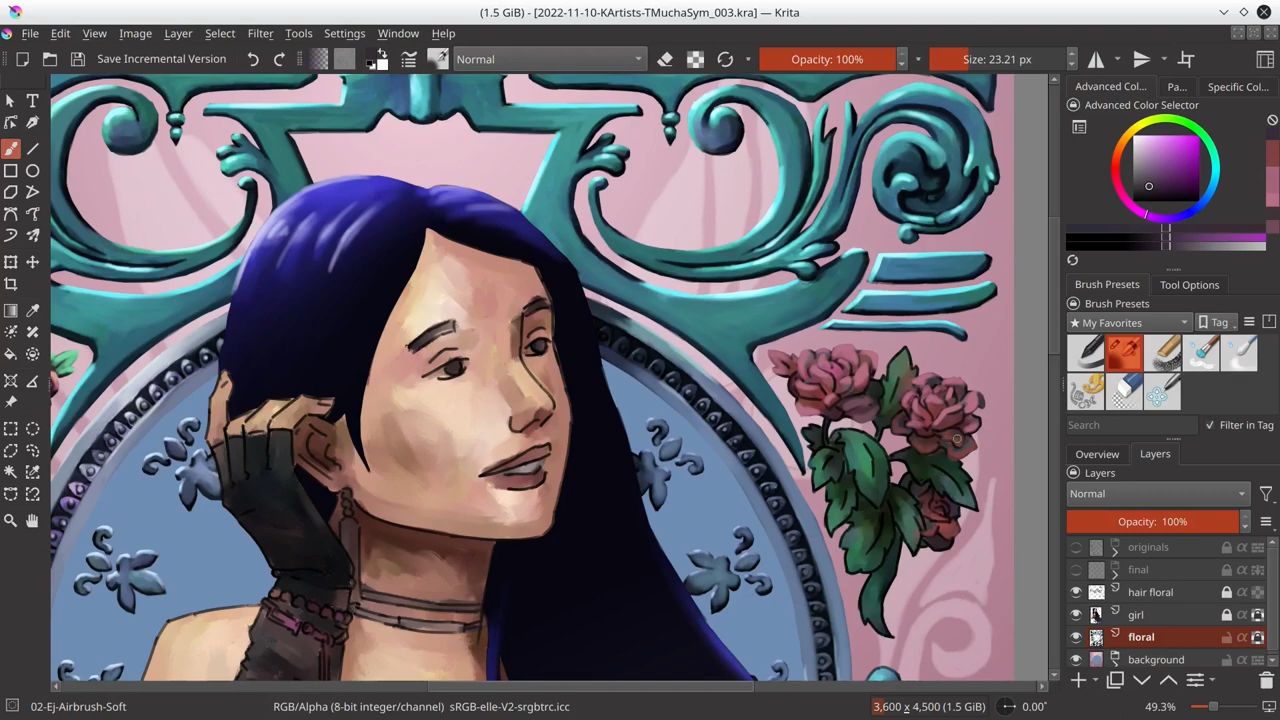 (1.5 GiB) - [2022-11-10-KArtists-TMuchaSym_003.kra] — Krita
File Edit View Image Layer Select Filter Tools Settings Window Help
Save Incremental Version Normal Opacity: 100% Size: 23.21 px
Advanced Col... Pa... Specific Col...
Advanced Color Selector
Brush Presets Tool Options
Brush Presets
★ My Favorites Tag
Search Filter in Tag
Overview Layers
Layers
Normal
Opacity: 100%
originals
final
hair floral
girl
floral
background
02-Ej-Airbrush-Soft RGB/Alpha (8-bit integer/channel) sRGB-elle-V2-srgbtrc.icc 3,600 x 4,500 (1.5 GiB) 0.00° 49.3%